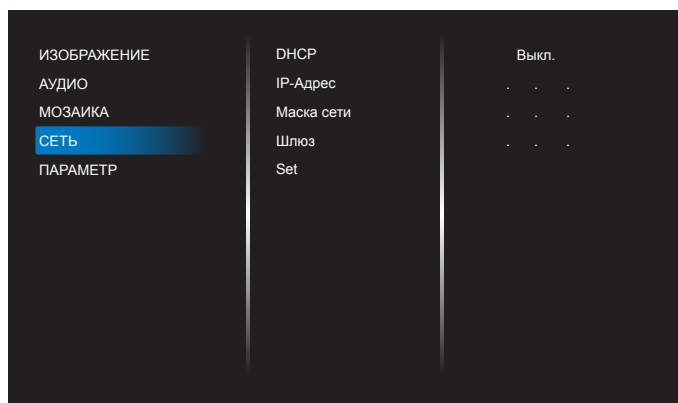 ИЗОБРАЖЕНИЕ
АУДИО
МОЗАИКА
СЕТЬ
ПАРАМЕТР
DHCP
IP-Адрес
Маска сети
Шлюз
Set
Выкл.
. . .
. . .
. . .